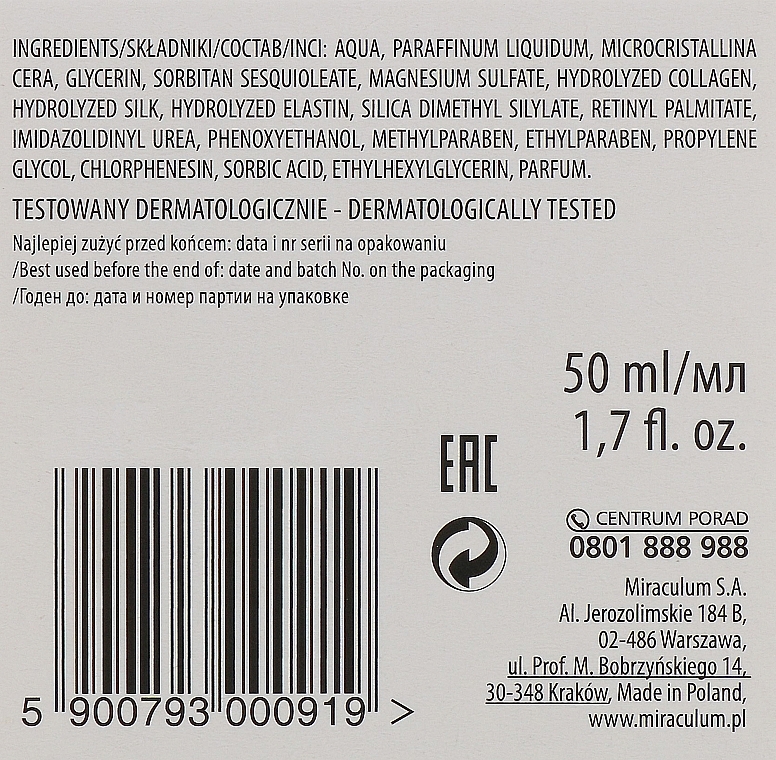 INGREDIENTS/SKŁADNIKI/COCTAB/INCI: AQUA, PARAFFINUM LIQUIDUM, MICROCRISTALLINA
CERA, GLYCERIN, SORBITAN SESQUIOLEATE, MAGNESIUM SULFATE, HYDROLYZED COLLAGEN,
HYDROLYZED SILK, HYDROLYZED ELASTIN, SILICA DIMETHYL SILYLATE, RETINYL PALMITATE,
IMIDAZOLIDINYL UREA, PHENOXYETHANOL, METHYLPARABEN, ETHYLPARABEN, PROPYLENE
GLYCOL, CHLORPHENESIN, SORBIC ACID, ETHYLHEXYLGLYCERIN, PARFUM.
TESTOWANY DERMATOLOGICZNIE - DERMATOLOGICALLY TESTED
Najlepiej zużyć przed końcem: data i nr serii na opakowaniu
/Best used before the end of: date and batch No. on the packaging
/Годен до: дата и номер партии на упаковке
50 ml/мл
1,7 fl. oz.
EAC
CENTRUM PORAD
0801 888 988
Miraculum S.A.
Al. Jerozolimskie 184 B,
02-486 Warszawa,
ul. Prof. M. Bobrzyńskiego 14,
30-348 Kraków, Made in Poland,
www.miraculum.pl
5 900793 000919 >